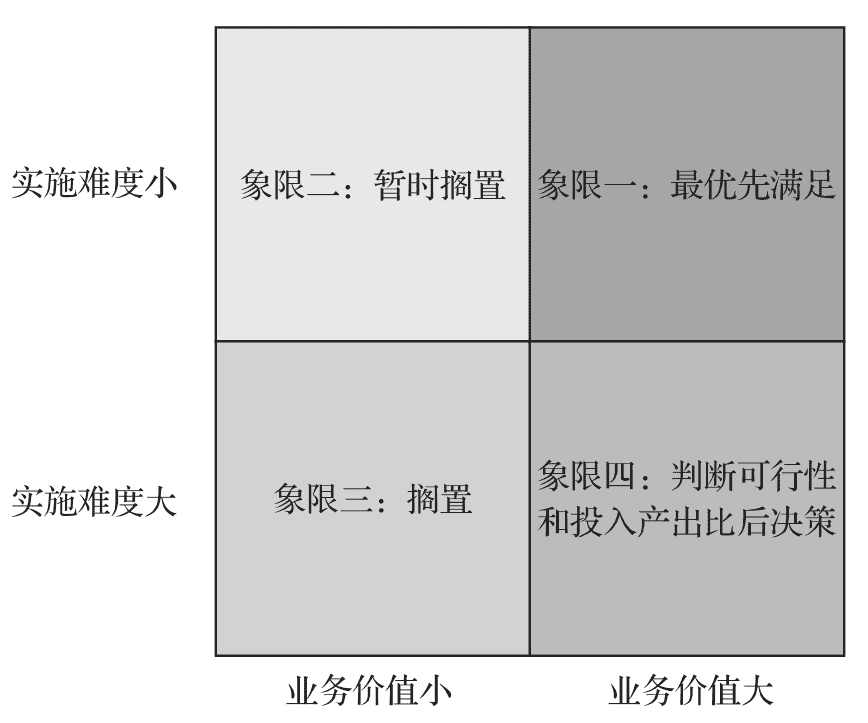 实施难度小
象限二：暂时搁置
象限一：最优先满足
实施难度大
象限三：搁置
象限四：判断可行性
和投入产出比后决策
业务价值小
业务价值大